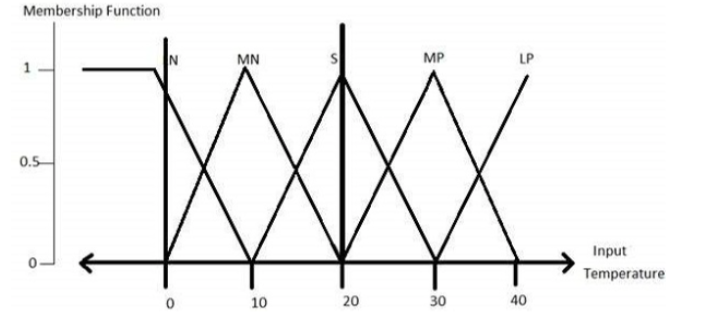 Membership Function
N MN S MP LP
1
0.5
0
Input
Temperature
0 10 20 30 40